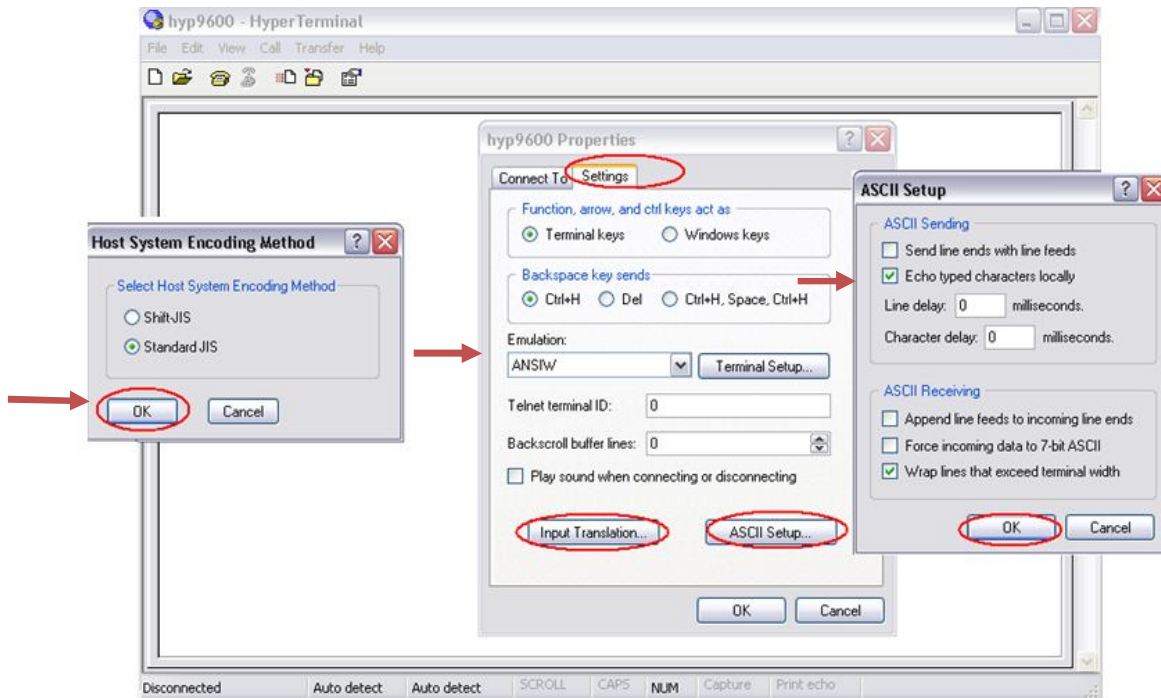 hyp9600 - HyperTerminal
File Edit View Call Transfer Help
Host System Encoding Method
Select Host System Encoding Method
Shift-JIS
Standard JIS
OK Cancel
hyp9600 Properties
Connect To Settings
Function, arrow, and ctrl keys act as
Terminal keys Windows keys
Backspace key sends
Ctrl+H Del Ctrl+H, Space, Ctrl+H
Emulation:
ANSIW Terminal Setup...
Telnet terminal ID: 0
Backscroll buffer lines: 0
Play sound when connecting or disconnecting
Input Translation... ASCII Setup...
OK Cancel
ASCII Setup
ASCII Sending
Send line ends with line feeds
Echo typed characters locally
Line delay: 0 milliseconds.
Character delay: 0 milliseconds.
ASCII Receiving
Append line feeds to incoming line ends
Force incoming data to 7-bit ASCII
Wrap lines that exceed terminal width
OK Cancel
Disconnected Auto detect Auto detect SCROLL CAPS NUM Capture Print echo